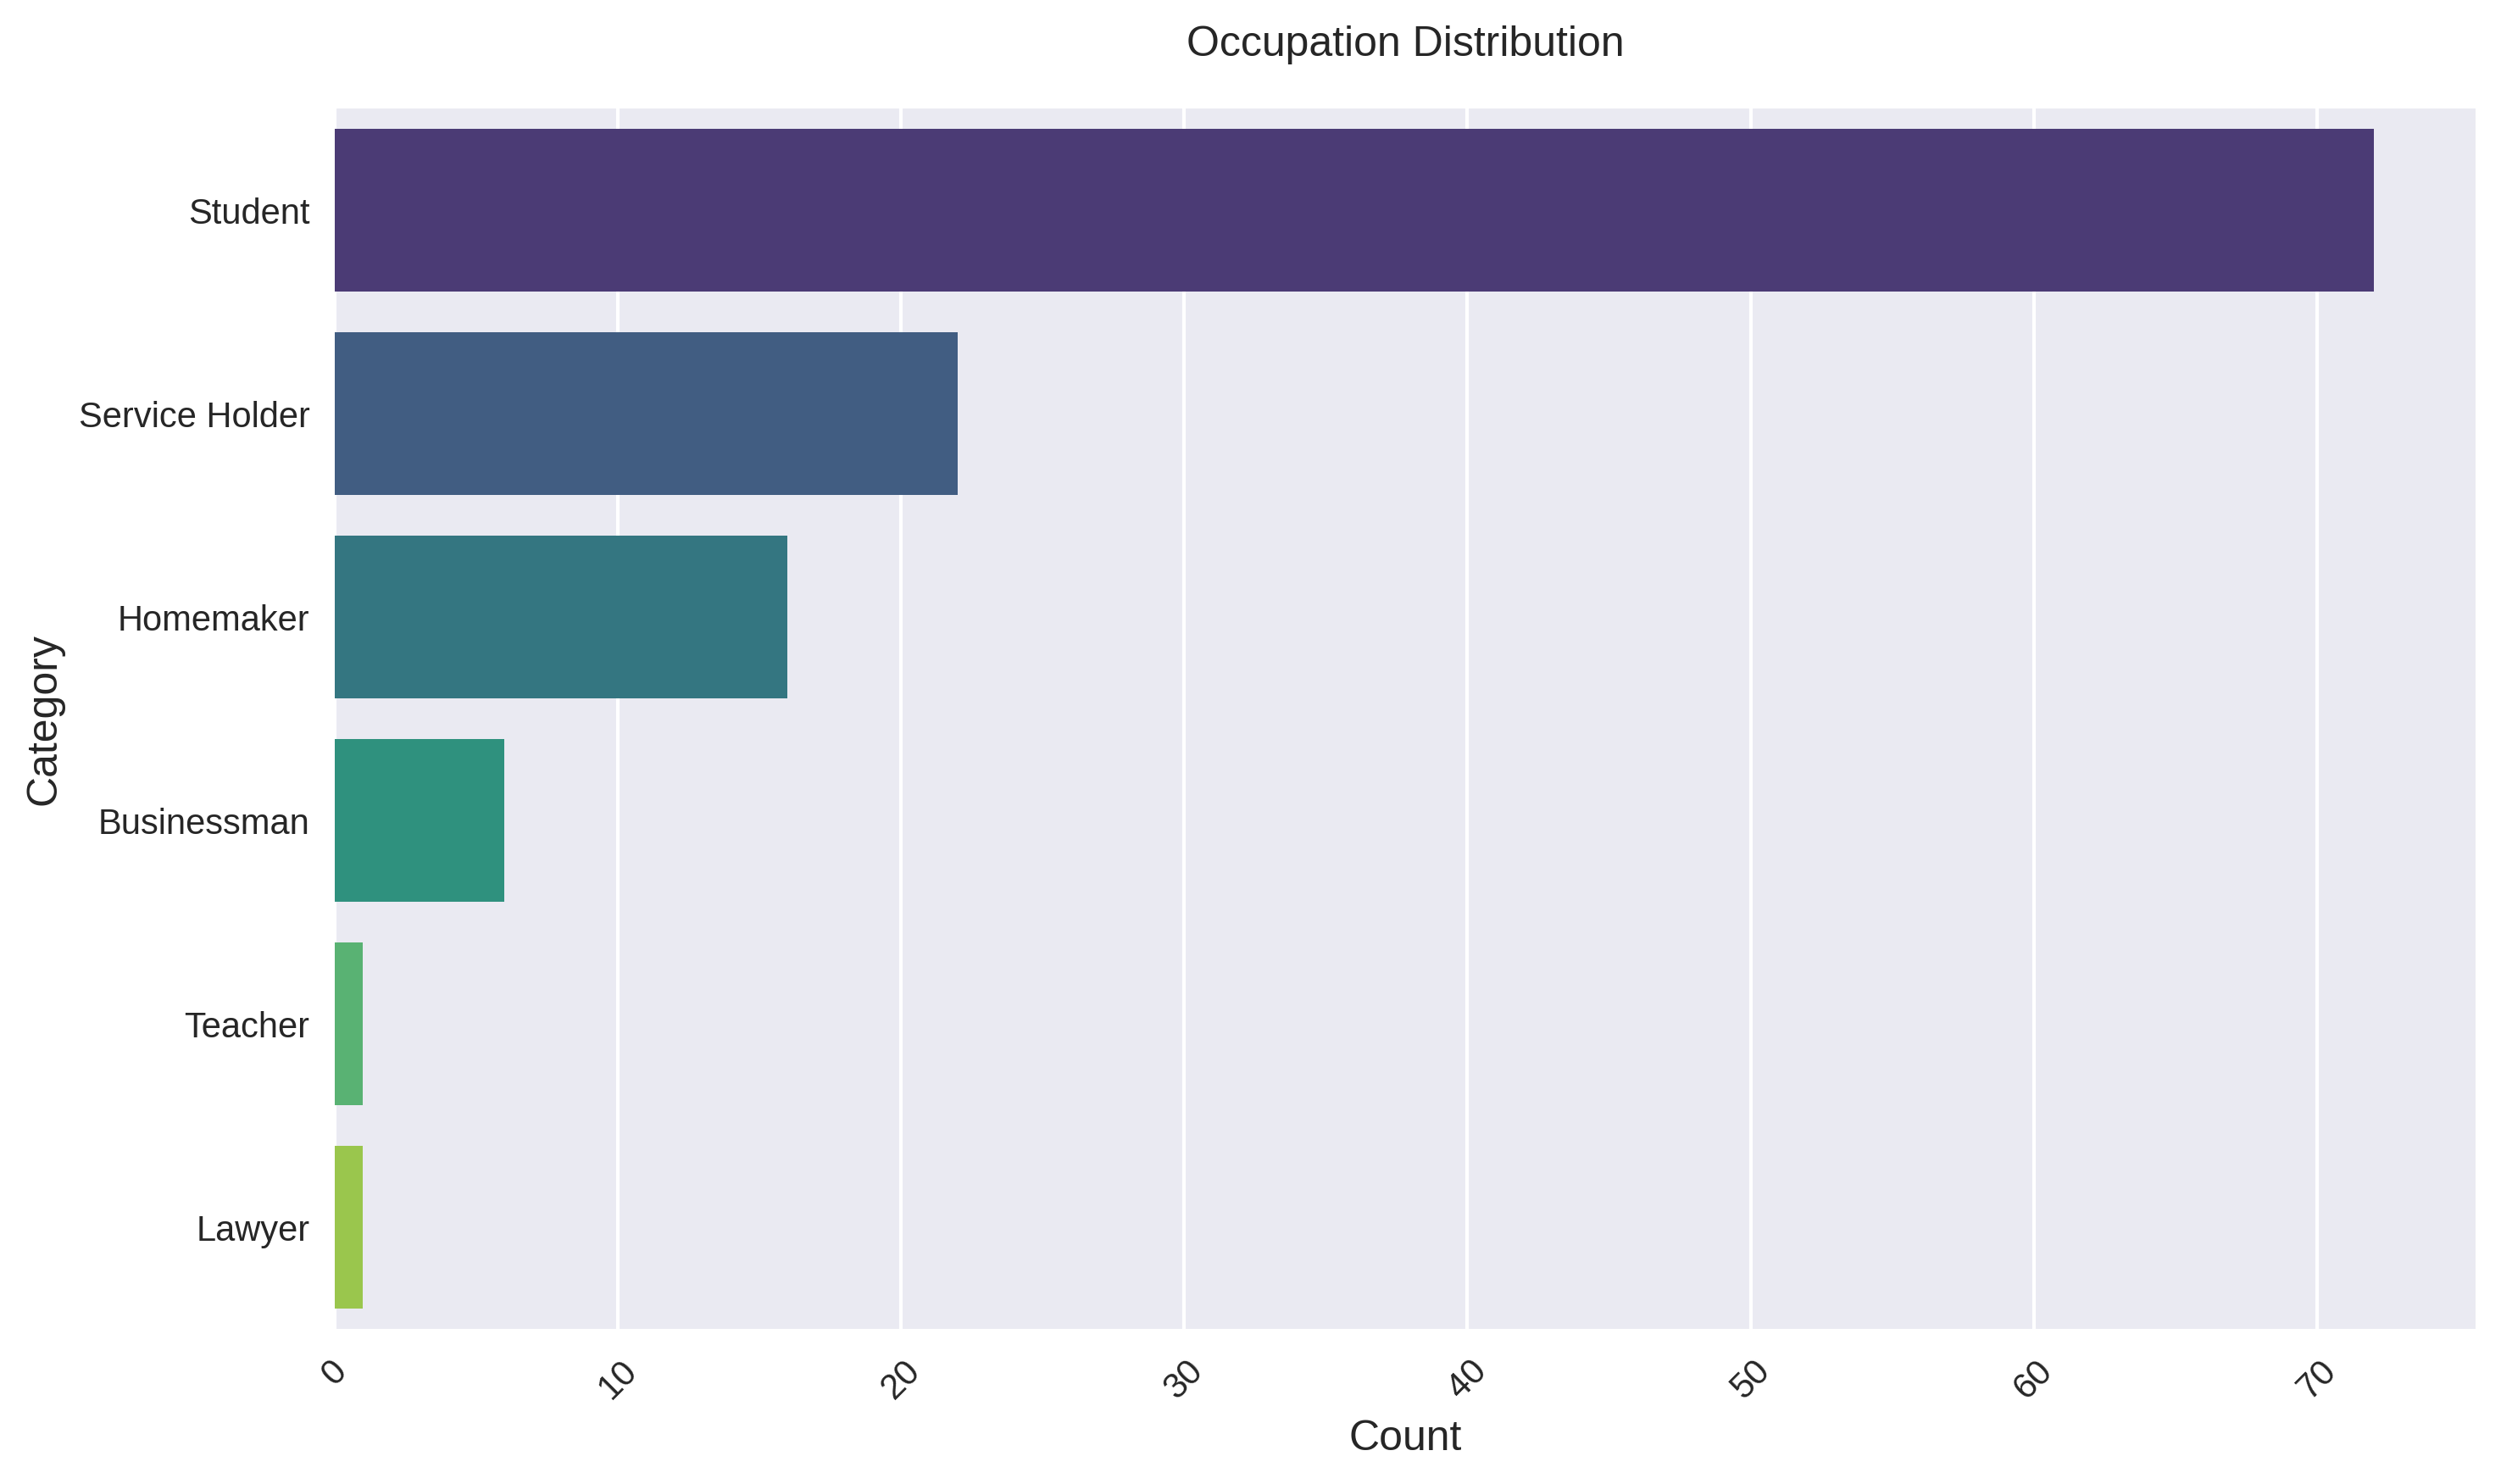 Occupation Distribution
Category
Student
Service Holder
Homemaker
Businessman
Teacher
Lawyer
0 10 20 30 40 50 60 70
Count